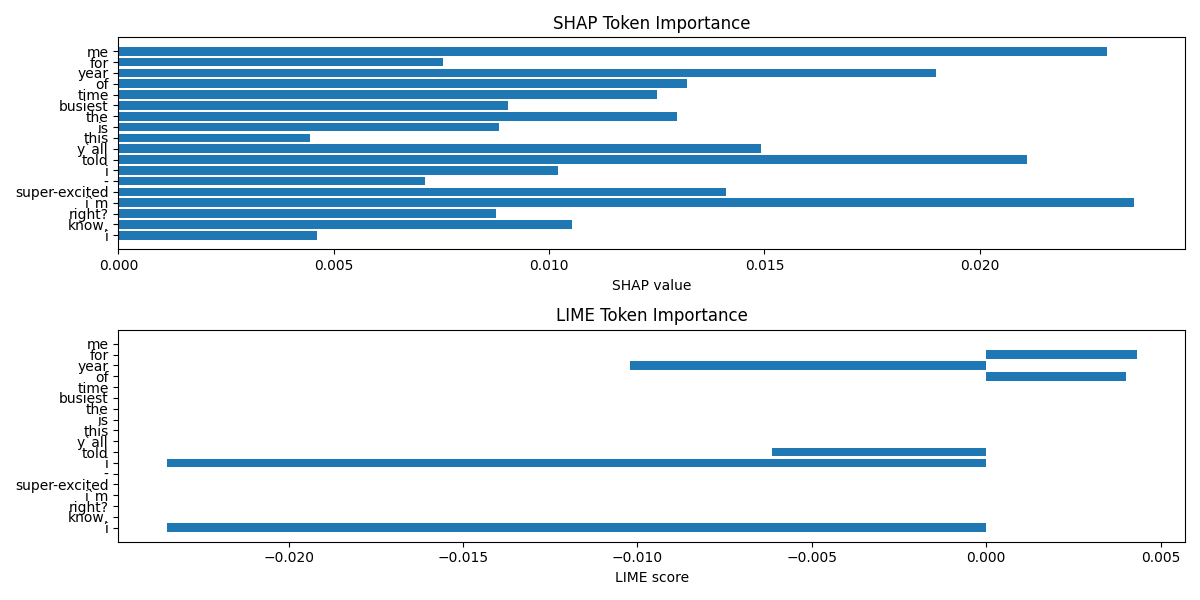 SHAP Token Importance
me
for
year
of
time
busiest
the
is
this
y`all
told
i
-
super-excited
i`m
right?
know,
i
0.000 0.005 0.010 0.015 0.020
SHAP value
LIME Token Importance
me
for
year
of
time
busiest
the
is
this
y`all
told
i
-
super-excited
i`m
right?
know,
i
−0.020 −0.015 −0.010 −0.005 0.000 0.005
LIME score